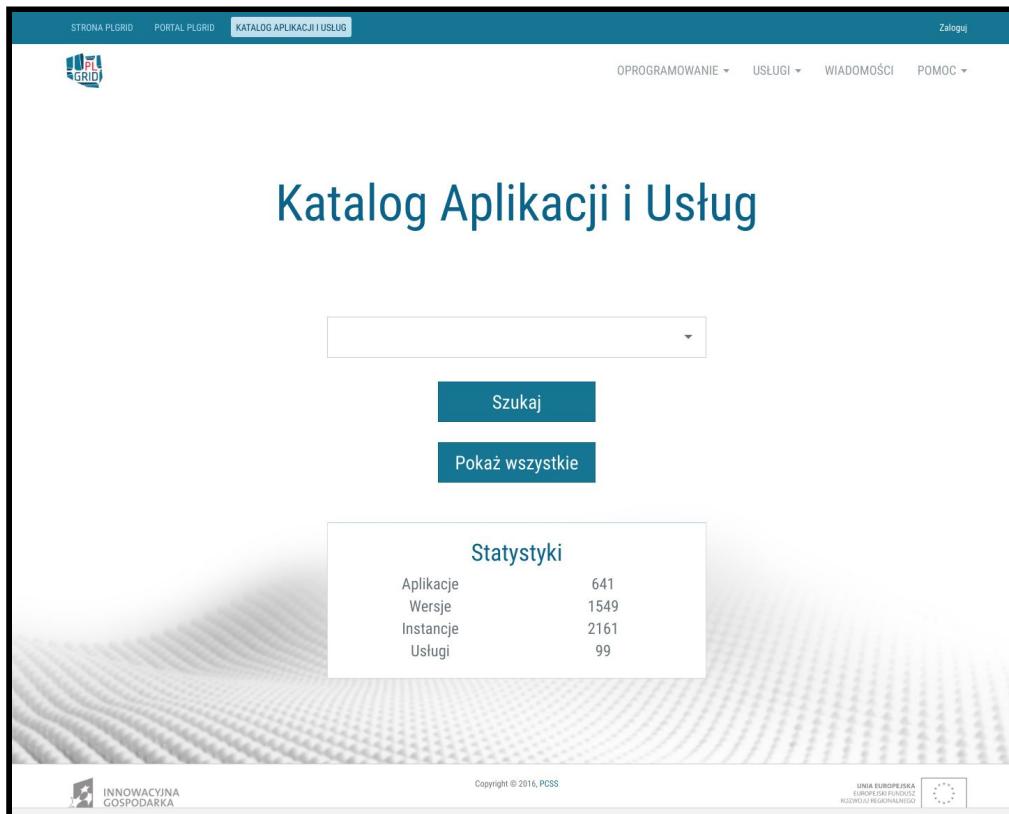 STRONA PLGRID PORTAL PLGRID KATALOG APLIKACJI I USŁUG Zaloguj
PL
GRID
OPROGRAMOWANIE USŁUGI WIADOMOŚCI POMOC
Katalog Aplikacji i Usług
Szukaj
Pokaż wszystkie
Statystyki
Aplikacje 641
Wersje 1549
Instancje 2161
Usługi 99
INNOWACYJNA
GOSPODARKA
Copyright © 2016, PCSS
UNIA EUROPEJSKA
EUROPEJSKI FUNDUSZ
ROZWOJU REGIONALNEGO